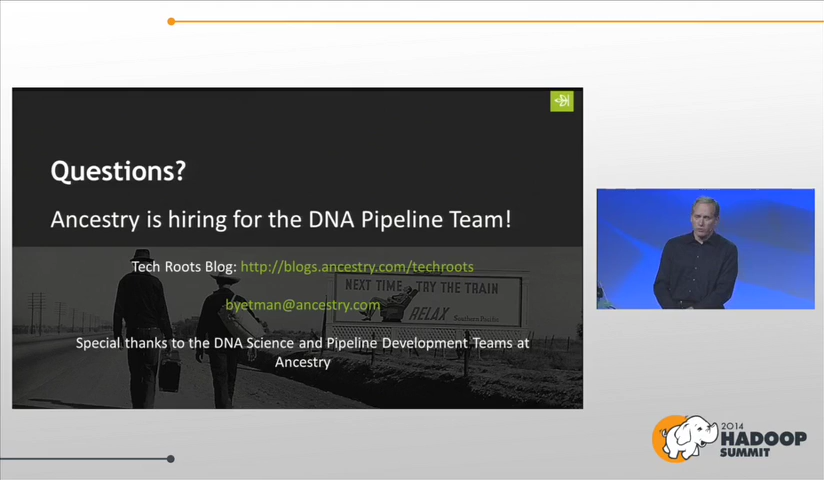 Questions?
Ancestry is hiring for the DNA Pipeline Team!
Tech Roots Blog: http://blogs.ancestry.com/techroots
byetman@ancestry.com
NEXT TIME TRY THE TRAIN
RELAX
Southern Pacific
Special thanks to the DNA Science and Pipeline Development Teams at
Ancestry
2014
HADOOP
SUMMIT